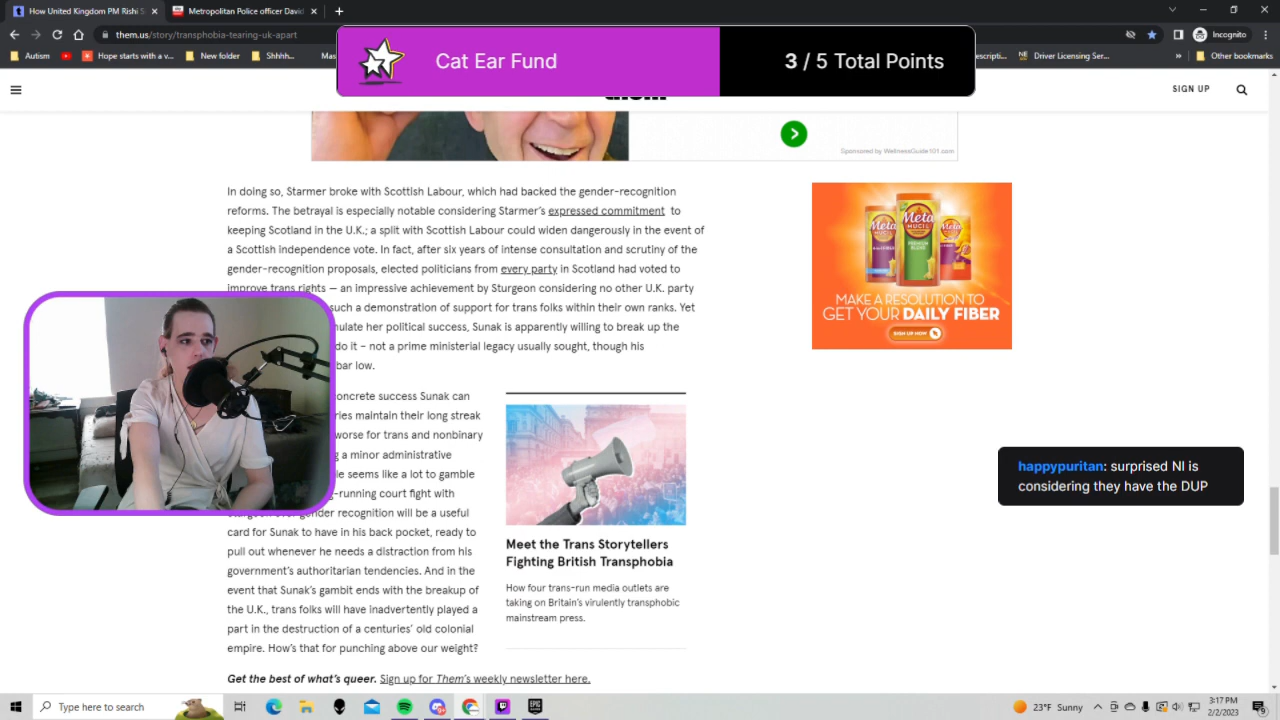 Sky Ne
Rishi Sunak
Trans Political
them.us/story/transphobia-tearing-uk-apart
Incognito
Autism
Hope starts with a v...
New folder
Shhhh...
Driver Licensing Ser...
»
Other bookmarks
Cat Ear Fund
3 / 5 Total Points
SIGN UP
Sponsored by WellnessGuide101.com
In doing so, Starmer broke with Scottish Labour, which had backed the gender-recognition
reforms. The betrayal is especially notable considering Starmer's expressed commitment to
keeping Scotland in the U.K.; a split with Scottish Labour could widen dangerously in the event of
a Scottish independence vote. In fact, after six years of intense consultation and scrutiny of the
gender-recognition proposals, elected politicians from every party in Scotland had voted to
improve trans rights — an impressive achievement by Sturgeon considering no other U.K. party
such a demonstration of support for trans folks within their own ranks. Yet
nulate her political success, Sunak is apparently willing to break up the
do it – not a prime ministerial legacy usually sought, though his
bar low.
oncrete success Sunak can
ries maintain their long streak
worse for trans and nonbinary
g a minor administrative
le seems like a lot to gamble
-running court fight with
gender recognition will be a useful
card for Sunak to have in his back pocket, ready to
pull out whenever he needs a distraction from his
government's authoritarian tendencies. And in the
event that Sunak's gambit ends with the breakup of
the U.K., trans folks will have inadvertently played a
part in the destruction of a centuries' old colonial
empire. How's that for punching above our weight?
Meet the Trans Storytellers
Fighting British Transphobia
How four trans-run media outlets are
taking on Britain's virulently transphobic
mainstream press.
Get the best of what's queer. Sign up for Them's weekly newsletter here.
Meta
MUCIL
MAKE A RESOLUTION TO
GET YOUR DAILY FIBER
SIGN UP NOW
happypuritan: surprised NI is
considering they have the DUP
Type here to search
EPIC
23°F Sunny
3:17 PM
2/2/2023